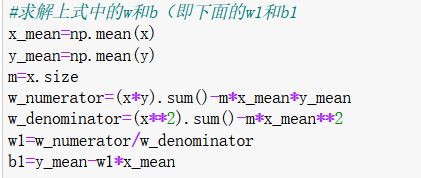 #求解上式中的w和b（即下面的w1和b1
x_mean=np.mean(x)
y_mean=np.mean(y)
m=x.size
w_numerator=(x*y).sum()-m*x_mean*y_mean
w_denominator=(x**2).sum()-m*x_mean**2
w1=w_numerator/w_denominator
b1=y_mean-w1*x_mean